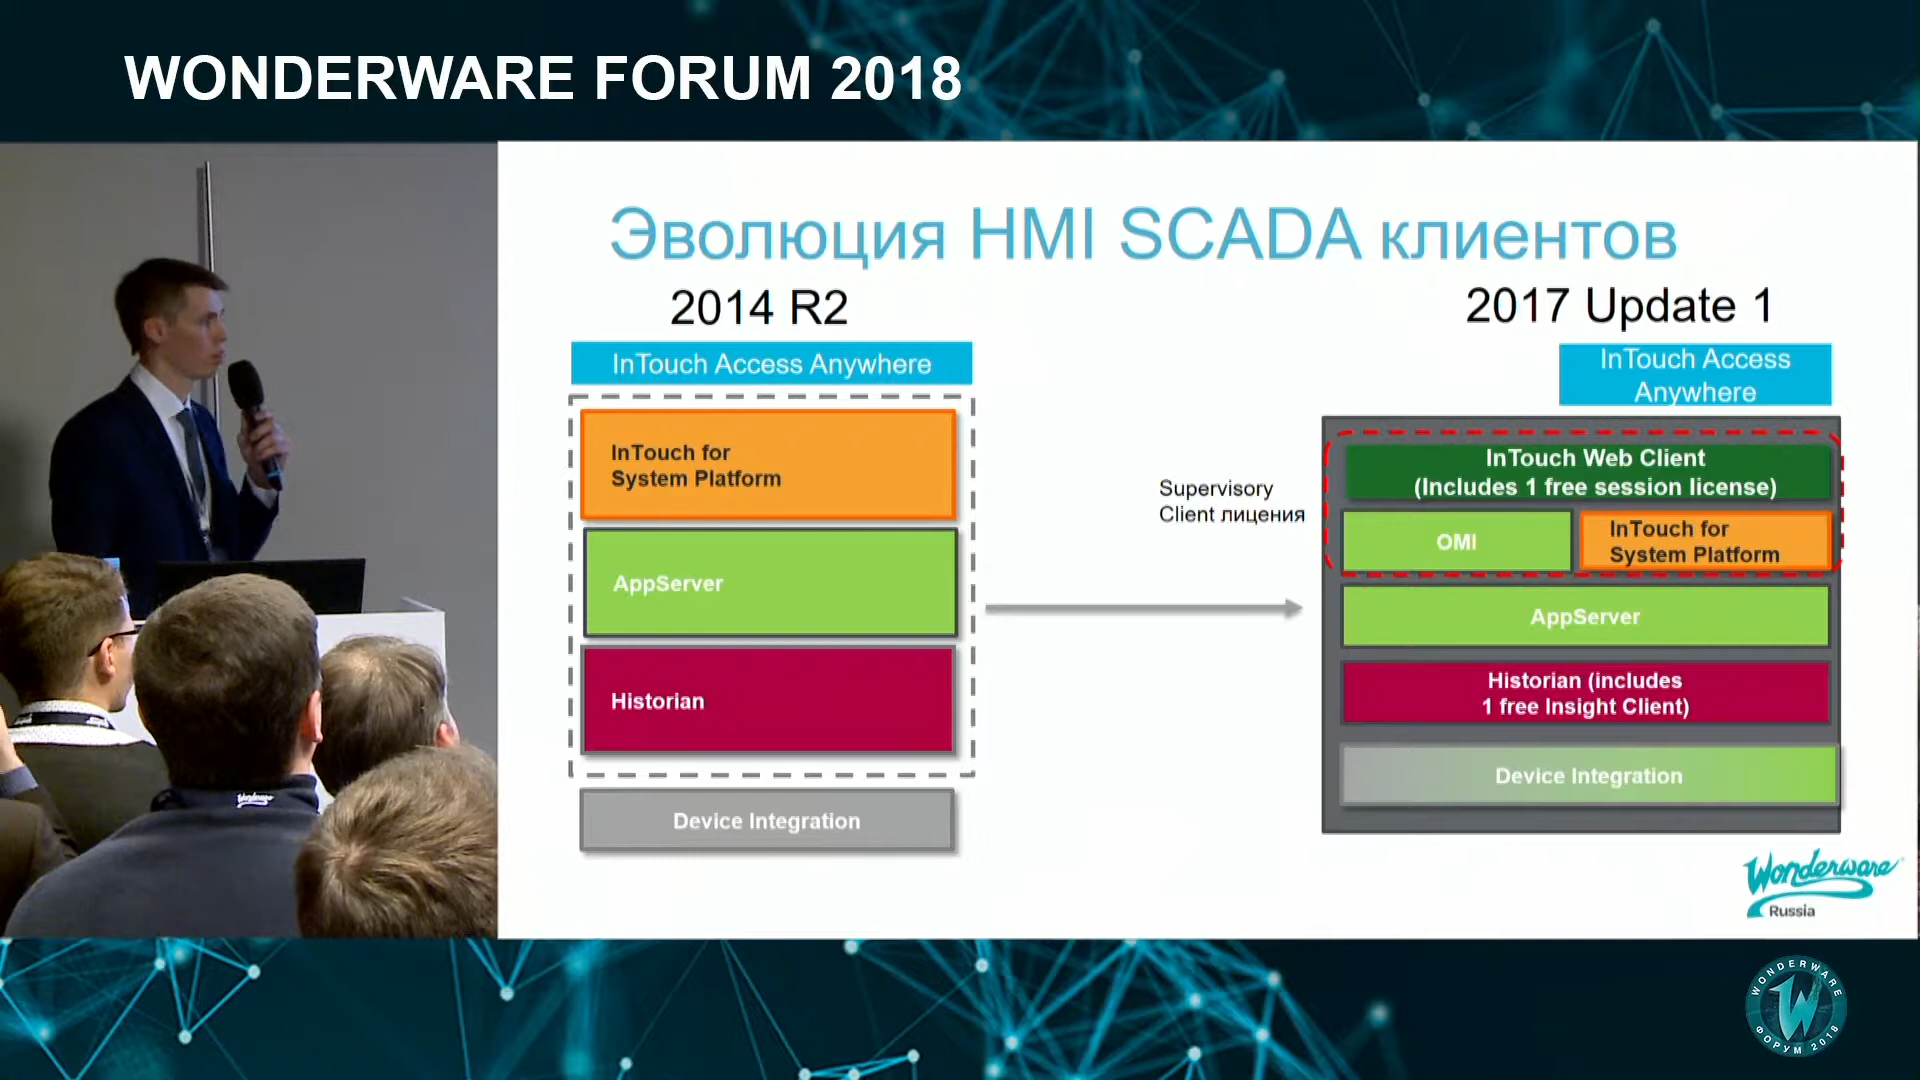 WONDERWARE FORUM 2018
Эволюция HMI SCADA клиентов
2014 R2
InTouch Access Anywhere
InTouch for
System Platform
AppServer
Historian
Device Integration
Supervisory
Client лицения
2017 Update 1
InTouch Access
Anywhere
InTouch Web Client
(Includes 1 free session license)
OMI
InTouch for
System Platform
AppServer
Historian (includes
1 free Insight Client)
Device Integration
Wonderware
Russia
Wonderware
WONDERWARE
W
ФОРУМ 2018